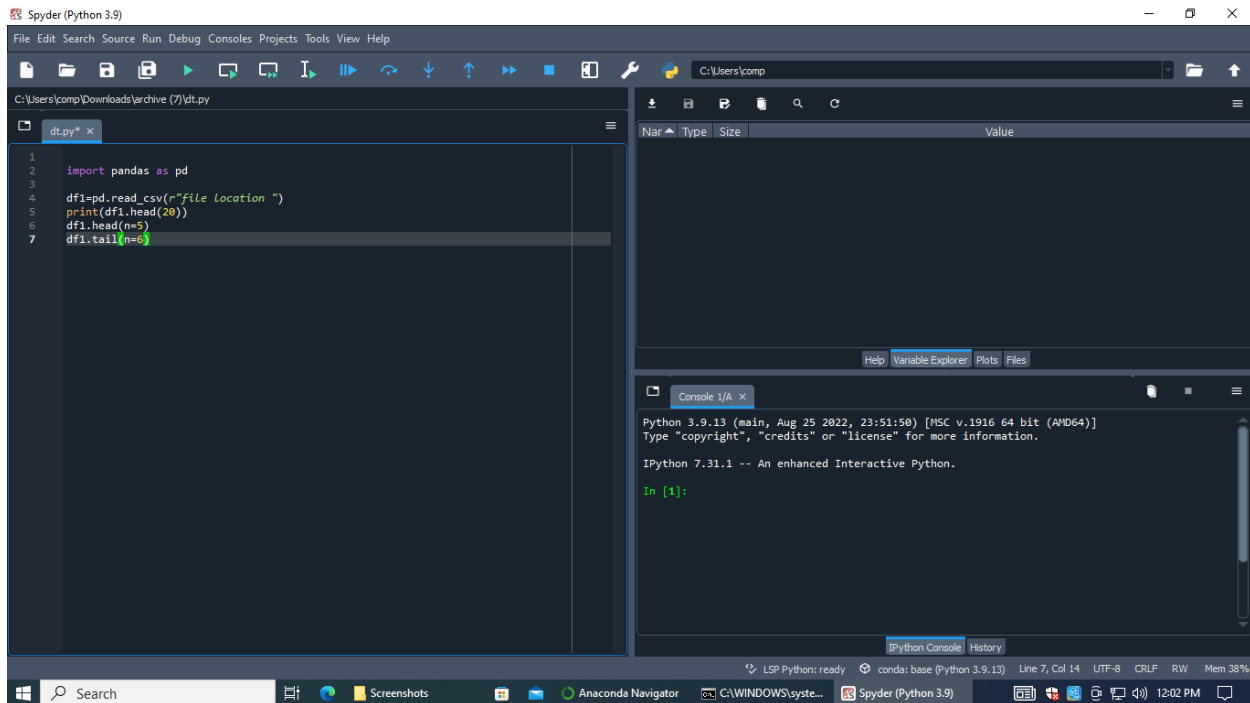 Spyder (Python 3.9)
File Edit Search Source Run Debug Consoles Projects Tools View Help
C:\Users\comp
C:\Users\comp\Downloads\archive (7)\dt.py
dt.py*
Nar Type Size Value
1
2 import pandas as pd
3
4 df1=pd.read_csv(r"file location ")
5 print(df1.head(20))
6 df1.head(n=5)
7 df1.tail(n=6)
Help Variable Explorer Plots Files
Console 1/A
Python 3.9.13 (main, Aug 25 2022, 23:51:50) [MSC v.1916 64 bit (AMD64)]
Type "copyright", "credits" or "license" for more information.
IPython 7.31.1 -- An enhanced Interactive Python.
In [1]:
IPython Console History
LSP Python: ready conda: base (Python 3.9.13) Line 7, Col 14 UTF-8 CRLF RW Mem 38%
Search Screenshots Anaconda Navigator C:\WINDOWS\syste... Spyder (Python 3.9) 12:02 PM